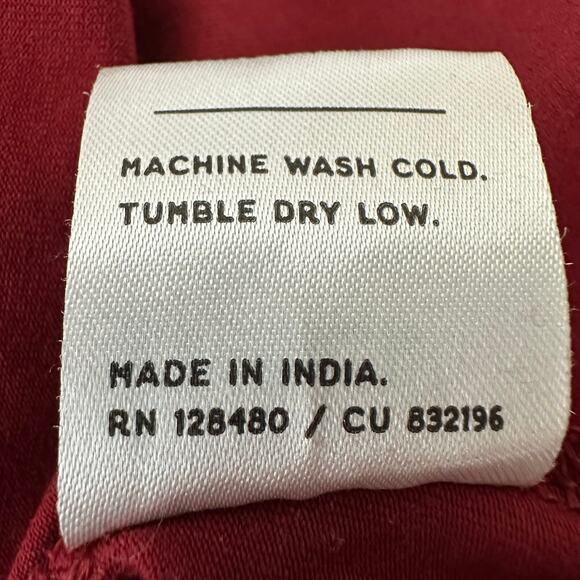 MACHINE WASH COLD.
TUMBLE DRY LOW.
MADE IN INDIA.
RN 128480 / CU 832196